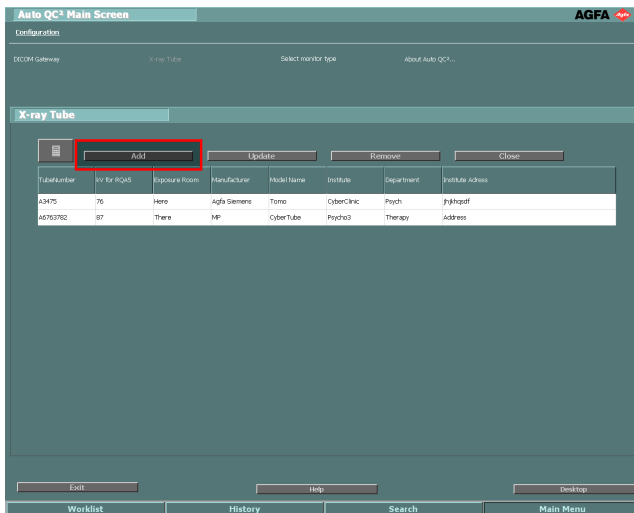 Auto QC² Main Screen AGFA Agfa
Configuration
DICOM Gateway X-ray Tube Select monitor type About Auto QC²...
X-ray Tube
Add Update Remove Close
TubeNumber kV for RQA5 Exposure Room Manufacturer Model Name Institute Department Institute Adress
A3475 76 Here Agfa Siemens Tomo CyberClinic Psych jhjkhqsdf
A6763782 87 There MP CyberTube Psycho3 Therapy Address
Exit Help Desktop
Worklist History Search Main Menu